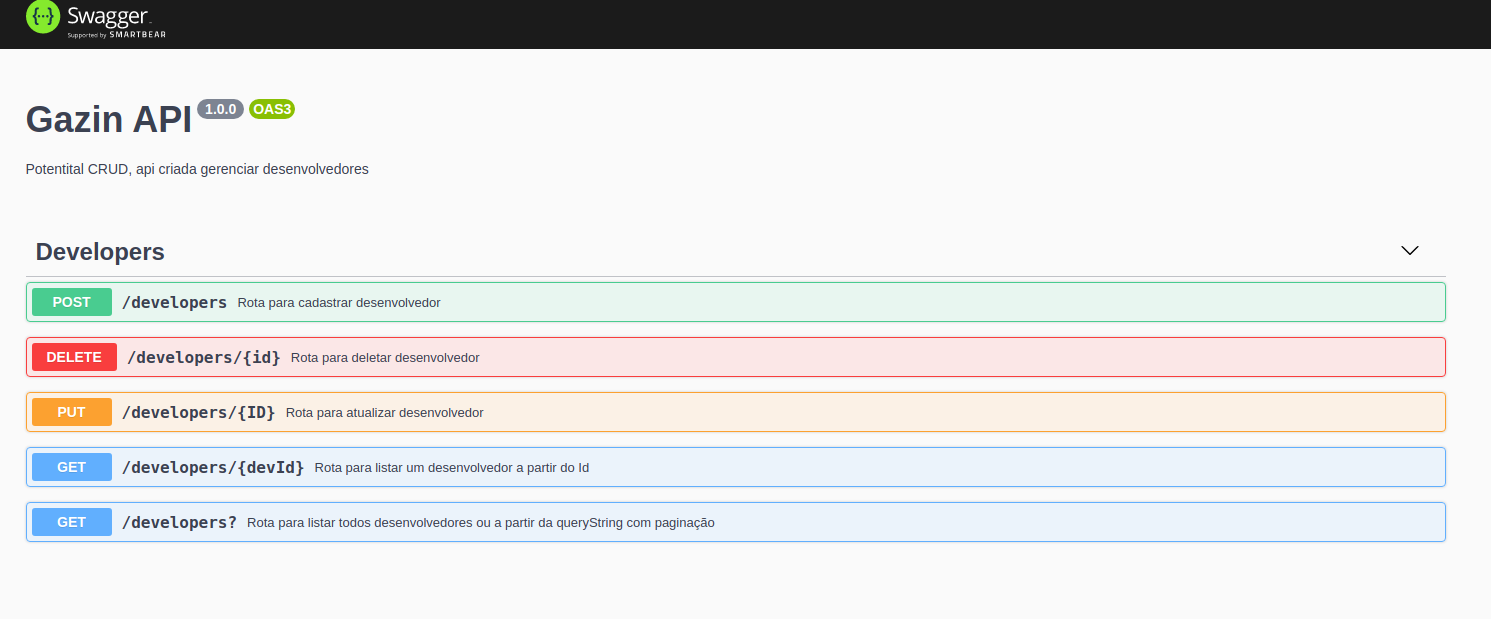 {··} Swagger
Supported by SMARTBEAR
Gazin API 1.0.0 OAS3
Potentital CRUD, api criada gerenciar desenvolvedores
Developers
POST /developers Rota para cadastrar desenvolvedor
DELETE /developers/{id} Rota para deletar desenvolvedor
PUT /developers/{ID} Rota para atualizar desenvolvedor
GET /developers/{devId} Rota para listar um desenvolvedor a partir do Id
GET /developers? Rota para listar todos desenvolvedores ou a partir da queryString com paginação